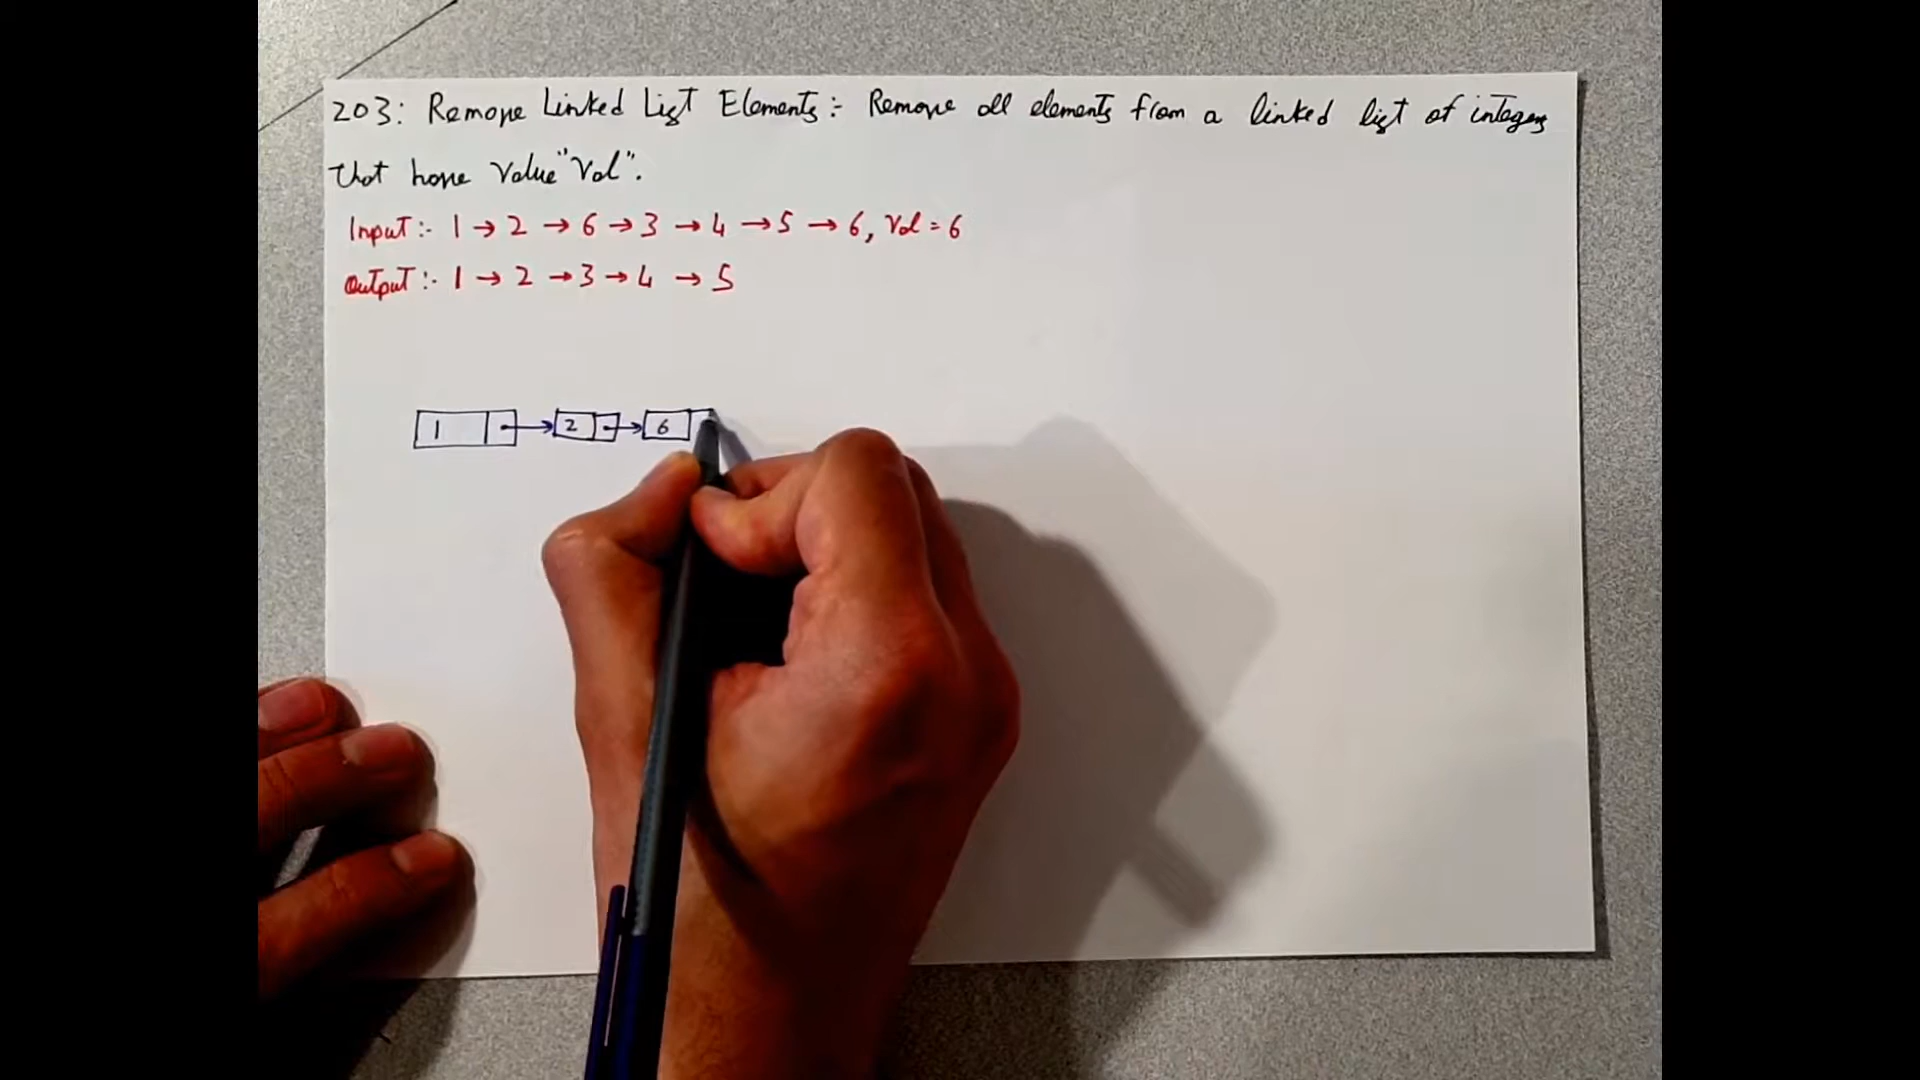 203: Remove Linked List Elements:- Remove all elements from a linked list of integers
that have value "Val".
Input:- 1 → 2 → 6 → 3 → 4 → 5 → 6, Val = 6
Output:- 1 → 2 → 3 → 4 → 5
1 → 2 → 6